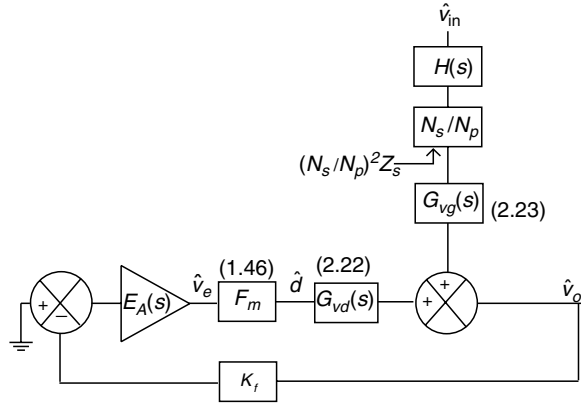 v̂in
H(s)
Ns/Np
(Ns/Np)²Zs
Gvg(s)
(2.23)
(1.46)
(2.22)
+
−
EA(s)
v̂e
Fm
d̂
Gvd(s)
+
+
v̂o
Kf